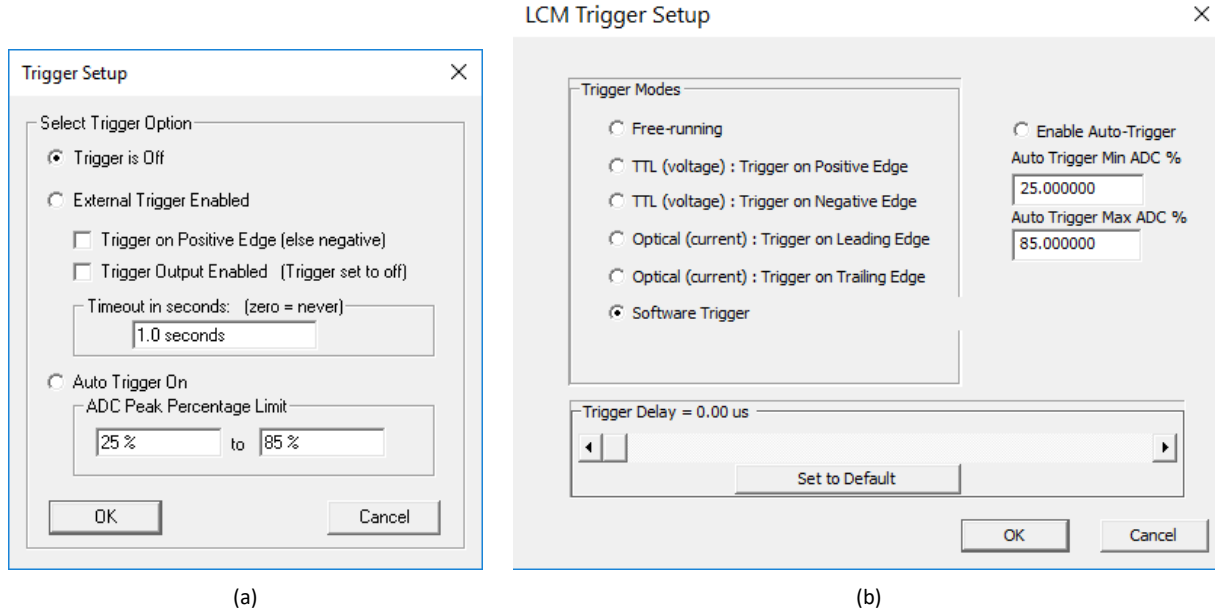 Trigger Setup
Select Trigger Option
Trigger is Off
External Trigger Enabled
Trigger on Positive Edge (else negative)
Trigger Output Enabled (Trigger set to off)
Timeout in seconds: (zero = never)
1.0 seconds
Auto Trigger On
ADC Peak Percentage Limit
25 % to 85 %
OK Cancel
(a)
LCM Trigger Setup
Trigger Modes
Free-running
TTL (voltage) : Trigger on Positive Edge
TTL (voltage) : Trigger on Negative Edge
Optical (current) : Trigger on Leading Edge
Optical (current) : Trigger on Trailing Edge
Software Trigger
Enable Auto-Trigger
Auto Trigger Min ADC %
25.000000
Auto Trigger Max ADC %
85.000000
Trigger Delay = 0.00 us
Set to Default
OK Cancel
(b)